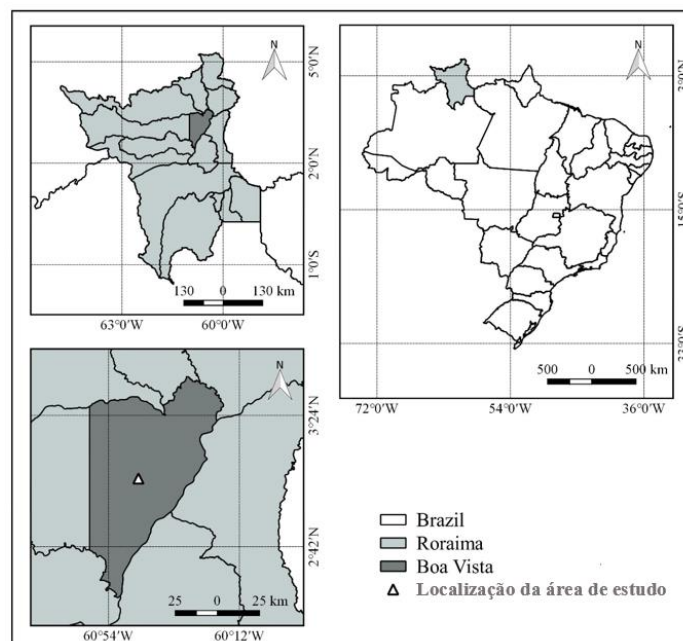 N
5°0'N
2°0'N
1°0'S
130 0 130 km
63°0'W 60°0'W
N
3°0'N
15°0'S
33°0'S
500 0 500 km
72°0'W 54°0'W 36°0'W
N
3°24'N
2°42'N
25 0 25 km
60°54'W 60°12'W
Brazil
Roraima
Boa Vista
Localização da área de estudo